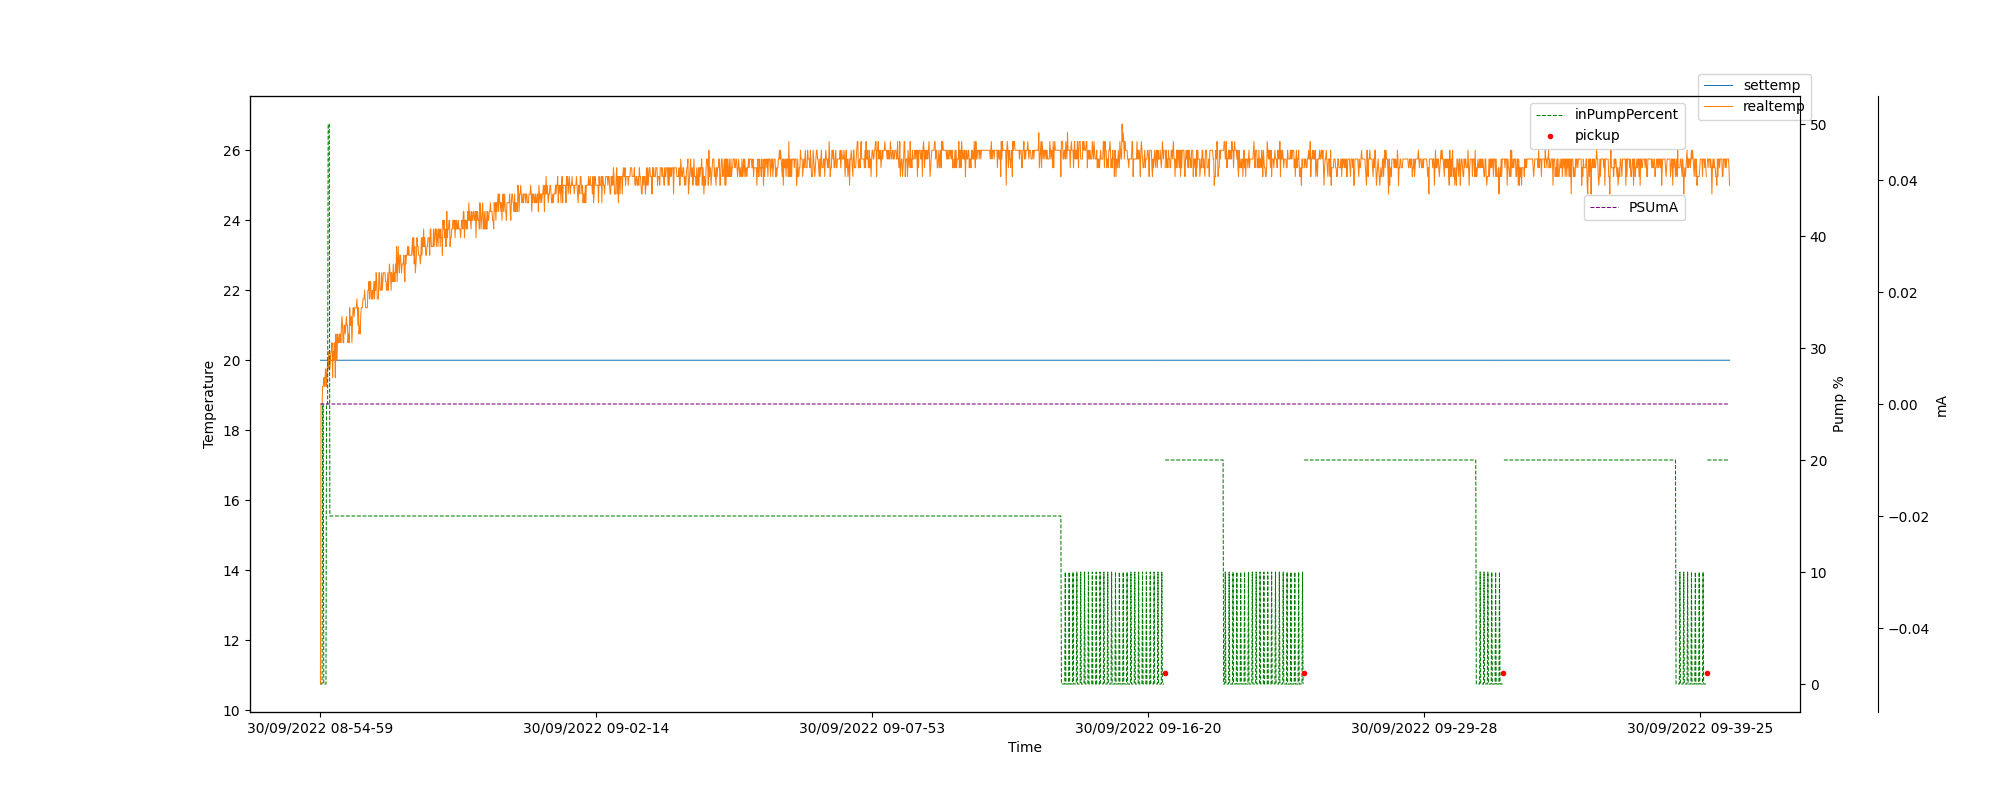 settemp
realtemp
inPumpPercent
pickup
PSUmA
26
24
22
20
18
16
14
12
10
Temperature
50
40
30
20
10
0
Pump %
0.04
0.02
0.00
−0.02
−0.04
mA
30/09/2022 08-54-59
30/09/2022 09-02-14
30/09/2022 09-07-53
30/09/2022 09-16-20
30/09/2022 09-29-28
30/09/2022 09-39-25
Time